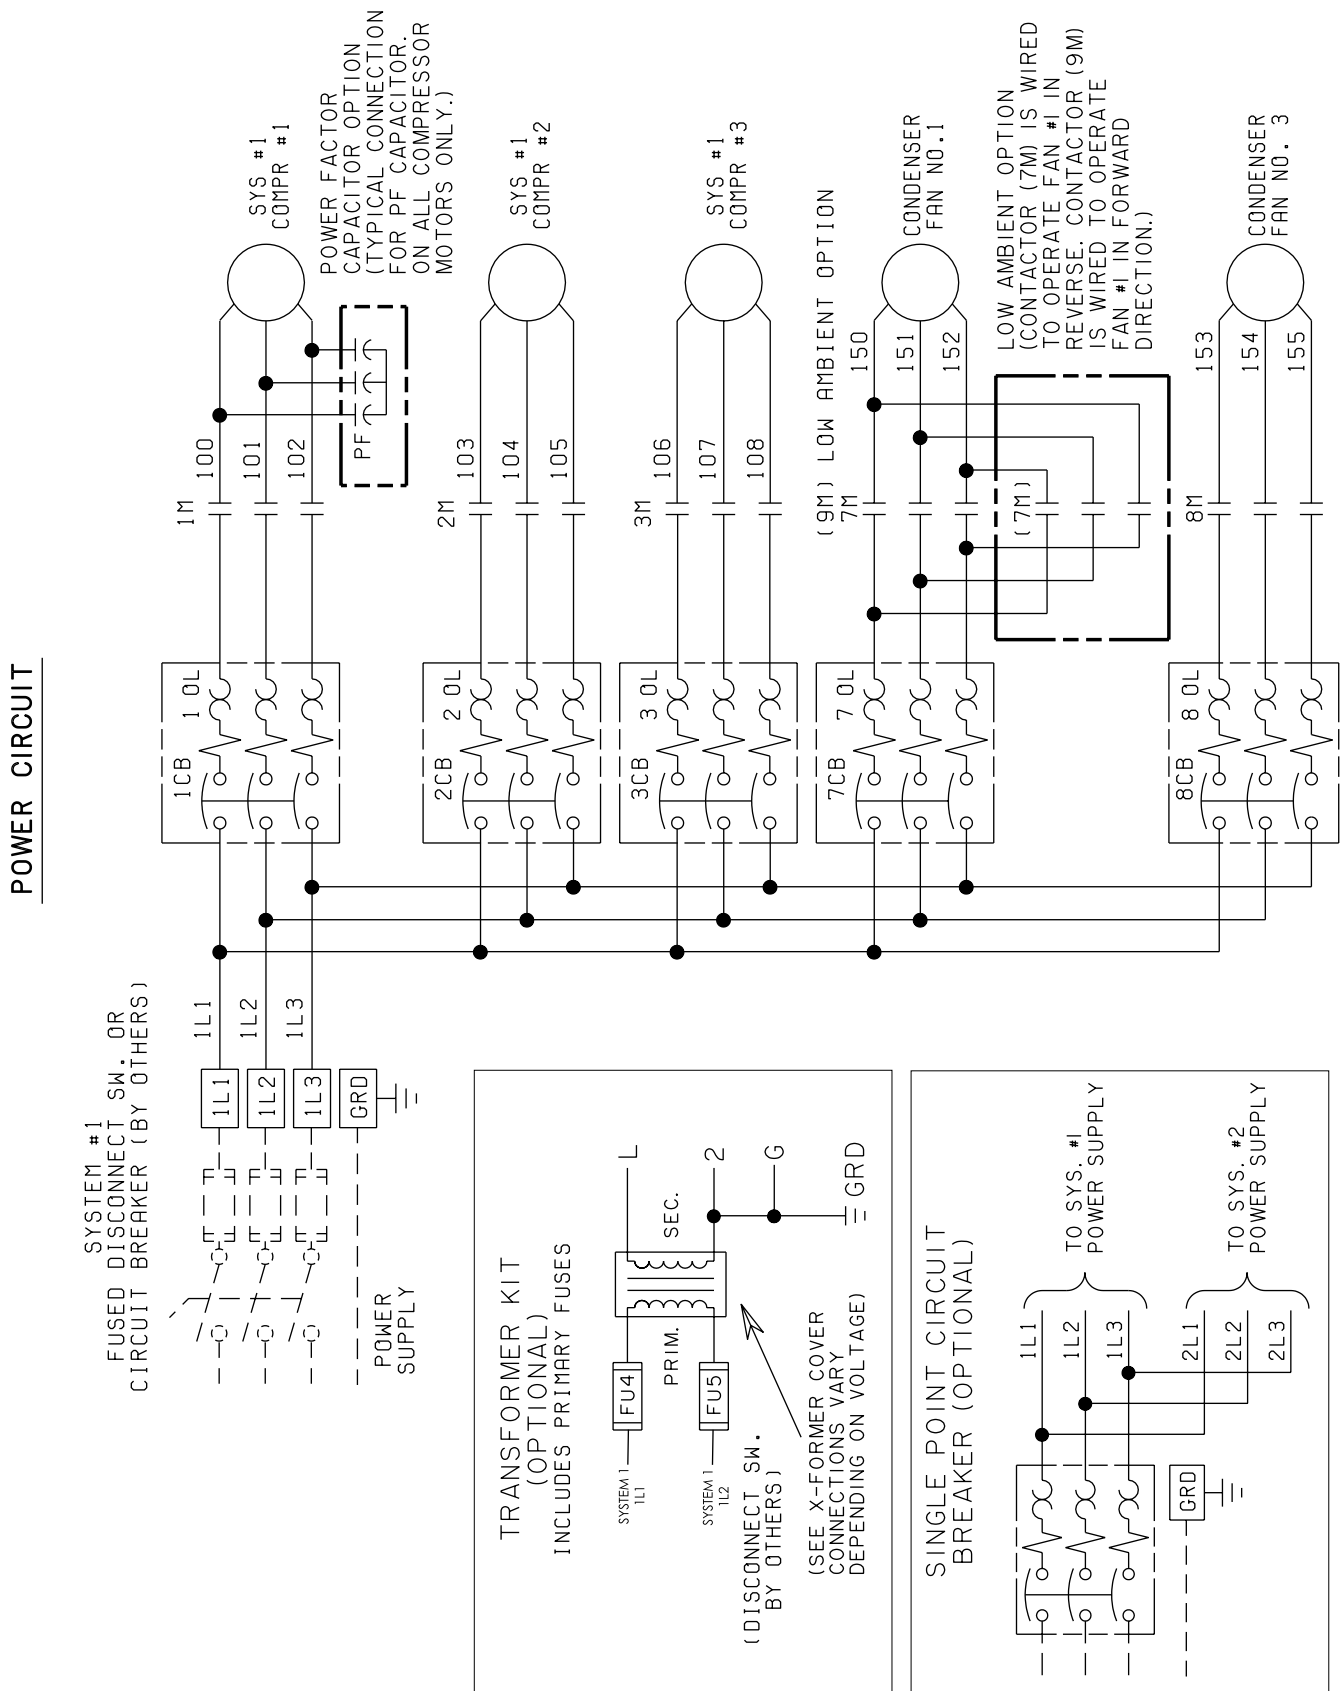 POWER CIRCUIT
SYSTEM #1
FUSED DISCONNECT SW. OR
CIRCUIT BREAKER (BY OTHERS)
1L1
1L2
1L3
GRD
1L1
1L2
1L3
POWER
SUPPLY
1CB
1 OL
1M
100
101
102
SYS #1
COMPR #1
PF
POWER FACTOR
CAPACITOR OPTION
(TYPICAL CONNECTION
FOR PF CAPACITOR.
ON ALL COMPRESSOR
MOTORS ONLY.)
2CB
2 OL
2M
103
104
105
SYS #1
COMPR #2
3CB
3 OL
3M
106
107
108
SYS #1
COMPR #3
7CB
7 OL
(9M) LOW AMBIENT OPTION
7M
150
151
152
CONDENSER
FAN NO.1
(7M)
LOW AMBIENT OPTION
(CONTACTOR (7M) IS WIRED
TO OPERATE FAN #1 IN
REVERSE. CONTACTOR (9M)
IS WIRED TO OPERATE
FAN #1 IN FORWARD
DIRECTION.)
8CB
8 OL
8M
153
154
155
CONDENSER
FAN NO. 3
TRANSFORMER KIT
(OPTIONAL)
INCLUDES PRIMARY FUSES
SYSTEM 1
1L1
FU4
PRIM.
SEC.
L
SYSTEM 1
1L2
FU5
2
G
GRD
(DISCONNECT SW.
BY OTHERS)
(SEE X-FORMER COVER
CONNECTIONS VARY
DEPENDING ON VOLTAGE)
SINGLE POINT CIRCUIT
BREAKER (OPTIONAL)
1L1
1L2
1L3
TO SYS. #1
POWER SUPPLY
2L1
2L2
2L3
TO SYS. #2
POWER SUPPLY
GRD